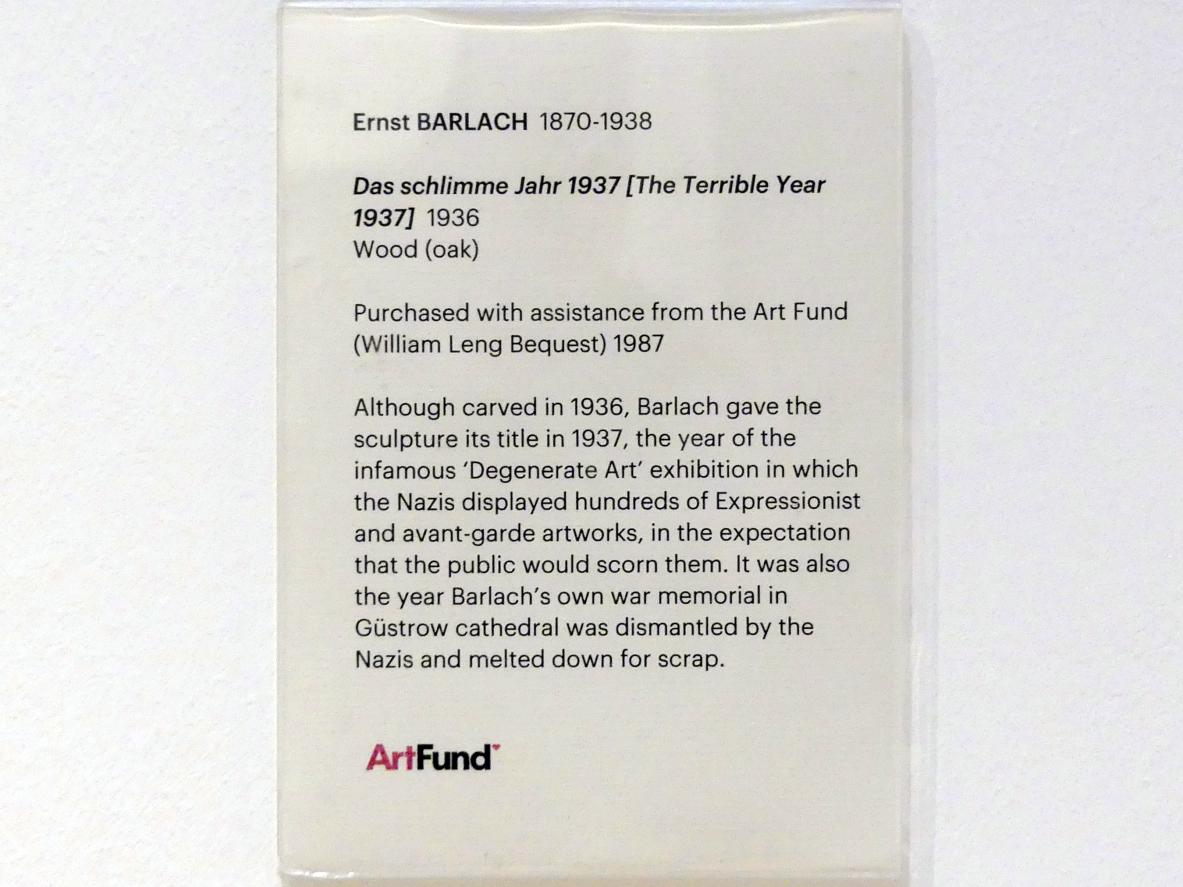 Ernst BARLACH 1870-1938
Das schlimme Jahr 1937 [The Terrible Year
1937] 1936
Wood (oak)
Purchased with assistance from the Art Fund
(William Leng Bequest) 1987
Although carved in 1936, Barlach gave the
sculpture its title in 1937, the year of the
infamous ‘Degenerate Art’ exhibition in which
the Nazis displayed hundreds of Expressionist
and avant-garde artworks, in the expectation
that the public would scorn them. It was also
the year Barlach’s own war memorial in
Güstrow cathedral was dismantled by the
Nazis and melted down for scrap.
ArtFund